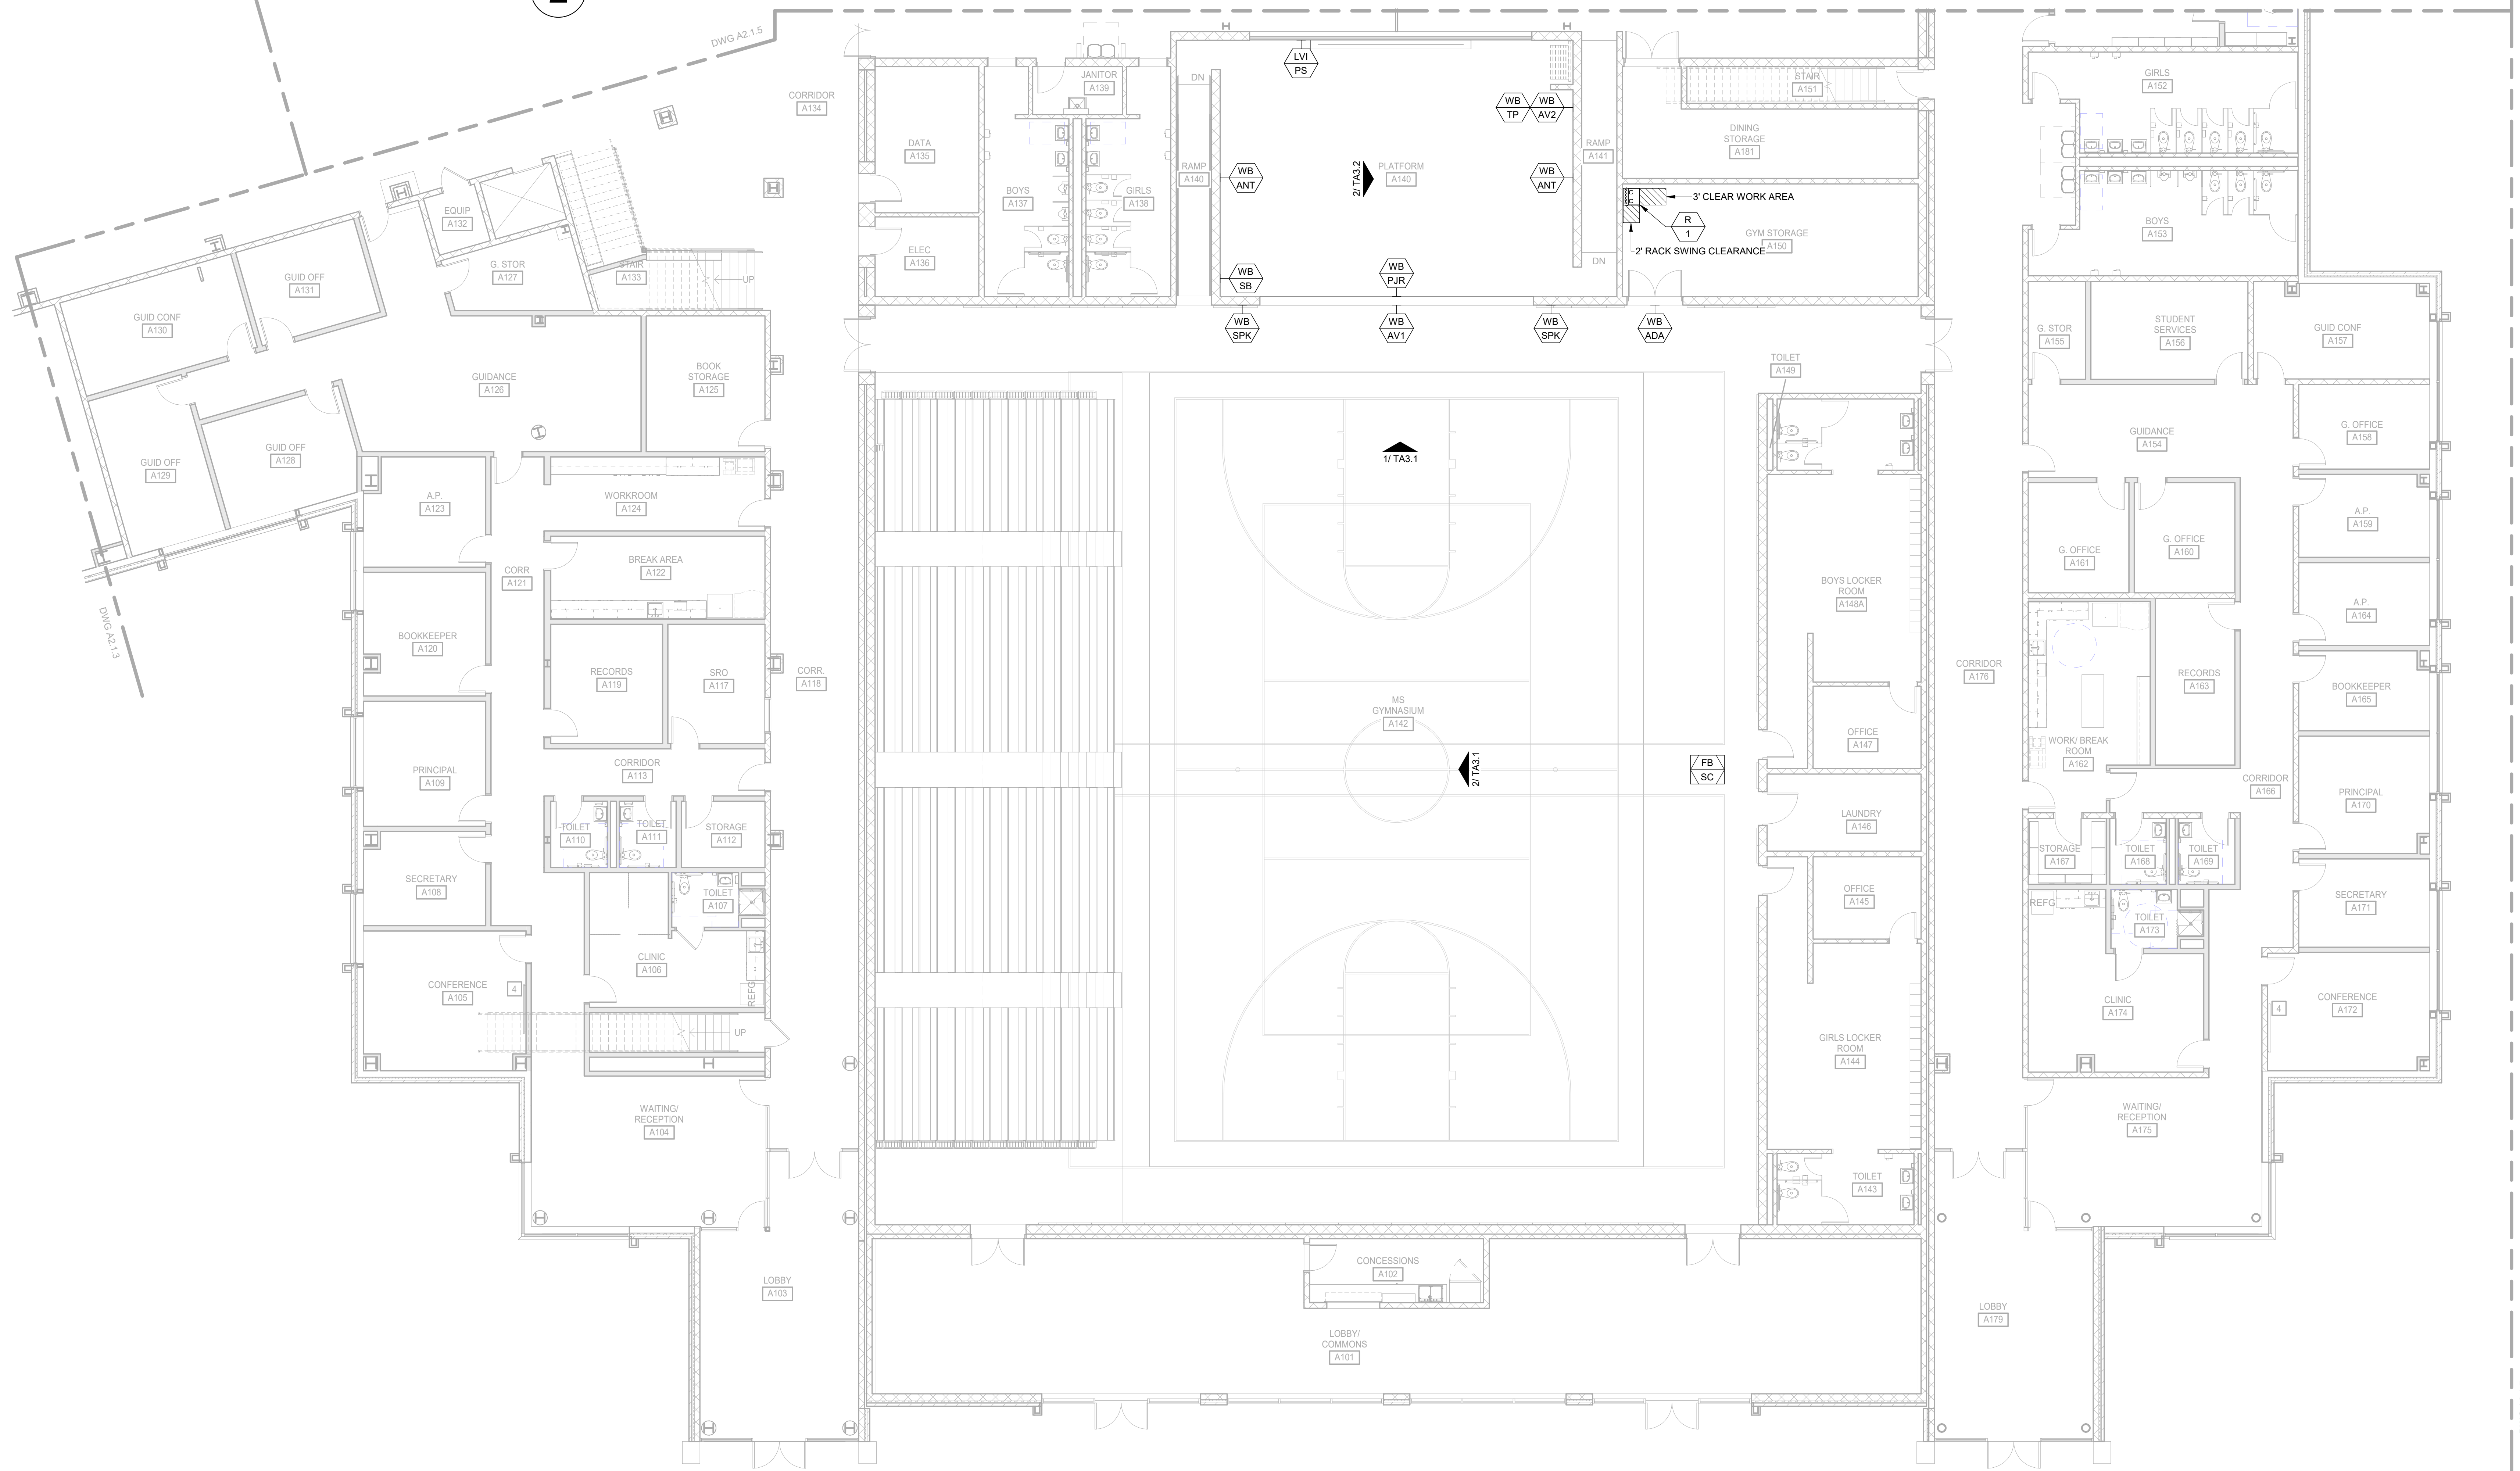 DWG A2.1.5
CORRIDOR
A134
JANITOR
A139
DN
LVI
PS
STAIR
A151
GIRLS
A152
WB
TP
WB
AV2
DATA
A135
DINING
STORAGE
A181
RAMP
A140
WB
ANT
2/ TA3.2
PLATFORM
A140
WB
ANT
RAMP
A141
BOYS
A137
GIRLS
A138
3' CLEAR WORK AREA
R
1
GYM STORAGE
A150
2' RACK SWING CLEARANCE
BOYS
A153
EQUIP
A132
ELEC
A136
G. STOR
A127
STAIR
A133
UP
GUID OFF
A131
WB
SB
WB
PJR
DN
GUID CONF
A130
WB
SPK
WB
AV1
WB
SPK
WB
ADA
G. STOR
A155
STUDENT
SERVICES
A156
GUID CONF
A157
TOILET
A149
GUIDANCE
A126
BOOK
STORAGE
A125
G. OFFICE
A158
GUIDANCE
A154
1/ TA3.1
GUID OFF
A129
GUID OFF
A128
A.P.
A123
WORKROOM
A124
A.P.
A159
G. OFFICE
A161
G. OFFICE
A160
BREAK AREA
A122
CORR.
A121
BOYS LOCKER
ROOM
A148A
A.P.
A164
DWG A2.1.3
BOOKKEEPER
A120
RECORDS
A119
SRO
A117
CORR.
A118
MS
GYMNASIUM
A142
CORRIDOR
A176
RECORDS
A163
BOOKKEEPER
A165
OFFICE
A147
WORK/ BREAK
ROOM
A162
PRINCIPAL
A109
CORRIDOR
A113
2/ TA3.1
FB
SC
CORRIDOR
A166
PRINCIPAL
A170
LAUNDRY
A146
TOILET
A110
TOILET
A111
STORAGE
A112
STORAGE
A167
TOILET
A168
TOILET
A169
SECRETARY
A108
TOILET
A107
OFFICE
A145
REFG
TOILET
A173
SECRETARY
A171
CLINIC
A106
REFG
CONFERENCE
A105
4
UP
CLINIC
A174
4
CONFERENCE
A172
GIRLS LOCKER
ROOM
A144
WAITING/
RECEPTION
A104
WAITING/
RECEPTION
A175
TOILET
A143
LOBBY
A103
CONCESSIONS
A102
LOBBY
A179
LOBBY/
COMMONS
A101